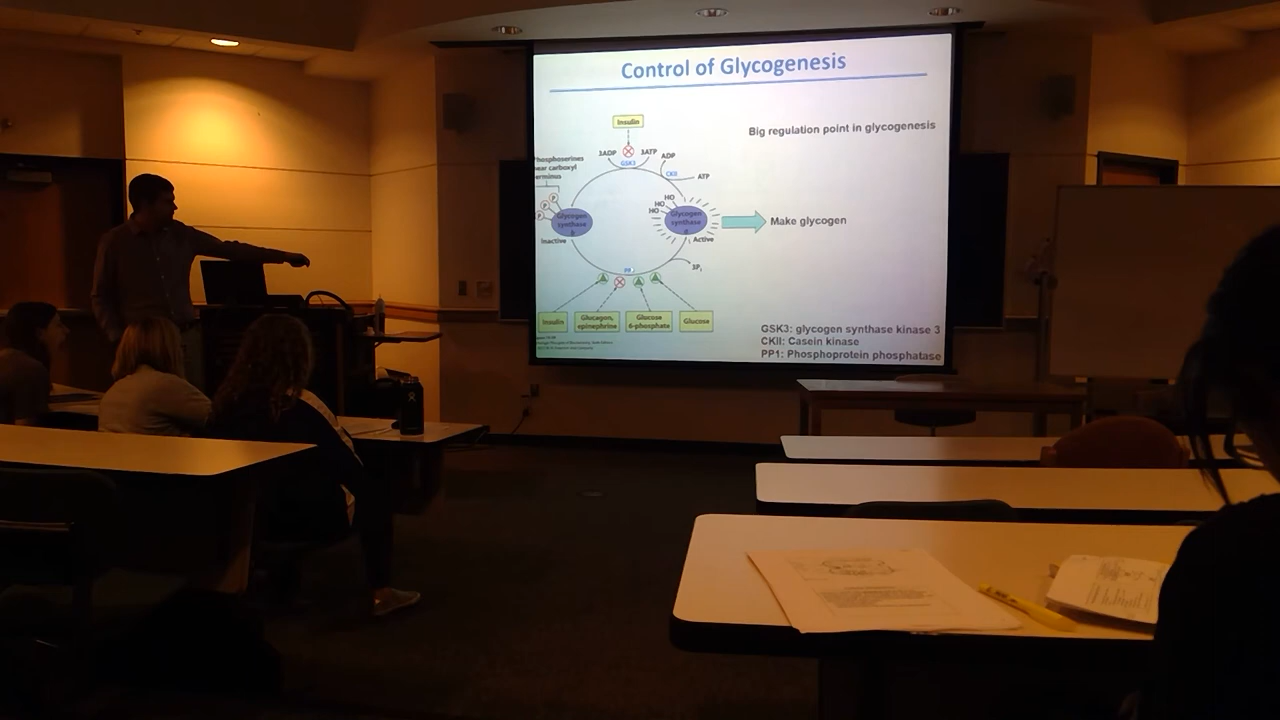 Control of Glycogenesis
Big regulation point in glycogenesis
Insulin
3ADP
3ATP
GSK3
ADP
CKII
ATP
Phosphoserines
near carboxyl
terminus
P
P
P
HO
HO
HO
Glycogen
synthase
b
Glycogen
synthase
a
Inactive
Active
Make glycogen
PP1
3Pi
Insulin
Glucagon,
epinephrine
Glucose
6-phosphate
Glucose
GSK3: glycogen synthase kinase 3
CKII: Casein kinase
PP1: Phosphoprotein phosphatase